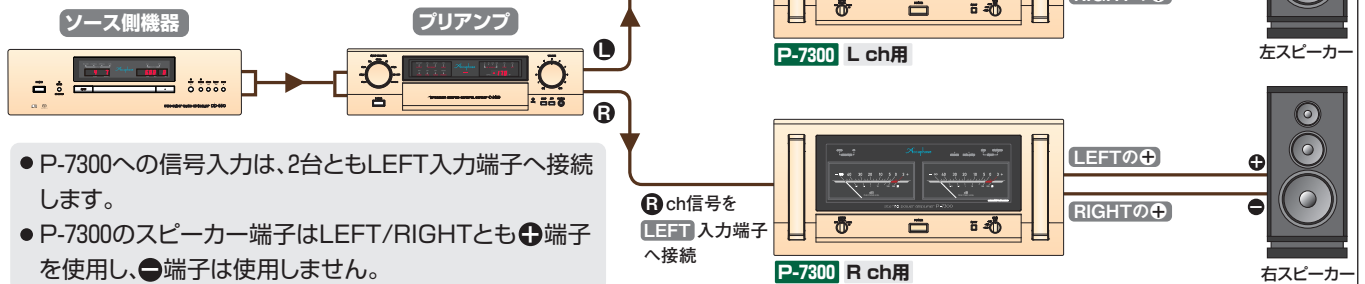 ソース側機器
プリアンプ
L
R
P-7300 L ch用
左スピーカー
● P-7300への信号入力は、2台ともLEFT入力端子へ接続
します。
● P-7300のスピーカー端子はLEFT/RIGHTとも⊕端子
を使用し、⊖端子は使用しません。
R ch信号を
LEFT 入力端子
へ接続
LEFTの⊕
RIGHTの⊕
⊕
⊖
P-7300 R ch用
右スピーカー